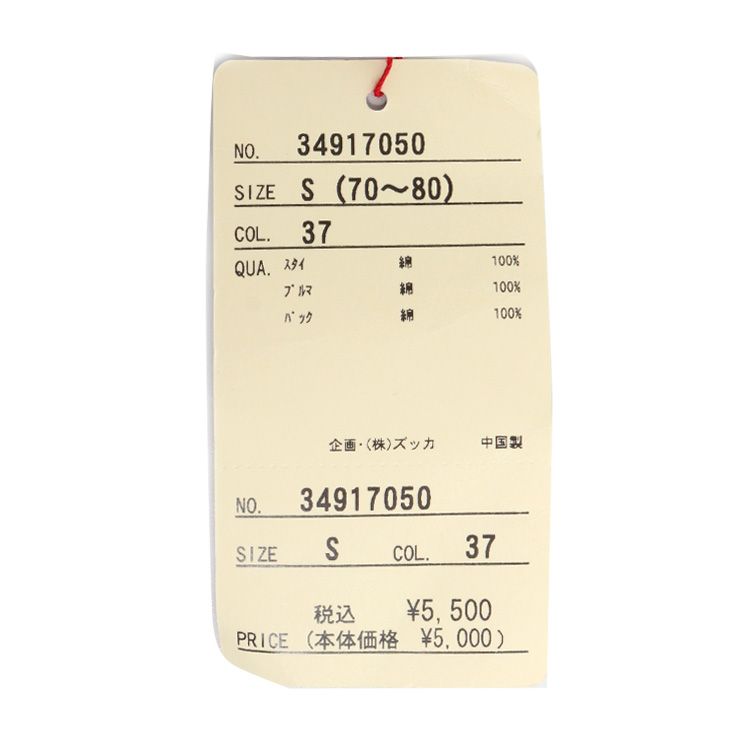 NO. 34917050
SIZE S (70〜80)
COL. 37
QUA. ｽﾀｲ 綿 100%
ﾌﾞﾙﾏ 綿 100%
ﾊﾞｯｸ 綿 100%
企画・(株)ズッカ 中国製
NO. 34917050
SIZE S COL. 37
税込 ¥5,500
PRICE (本体価格 ¥5,000)